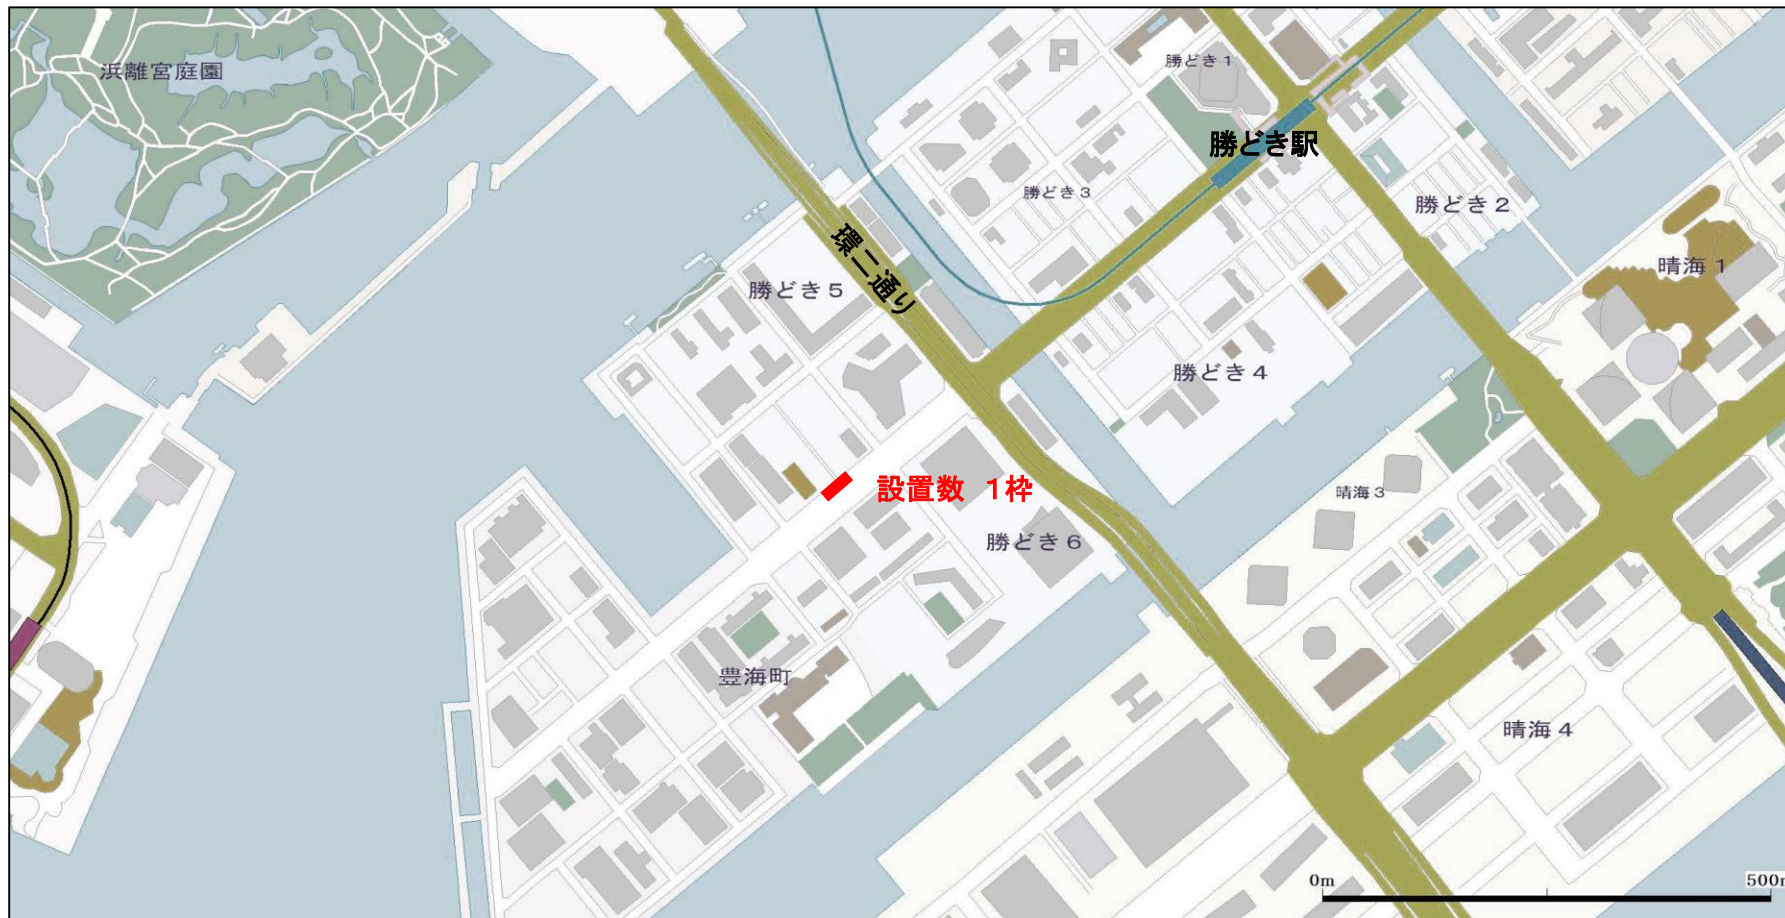 浜離宮庭園
勝どき1
勝どき駅
勝どき3
勝どき2
環二通り
晴海1
勝どき5
勝どき4
設置数 1枠
晴海3
勝どき6
豊海町
晴海4
0m
500m